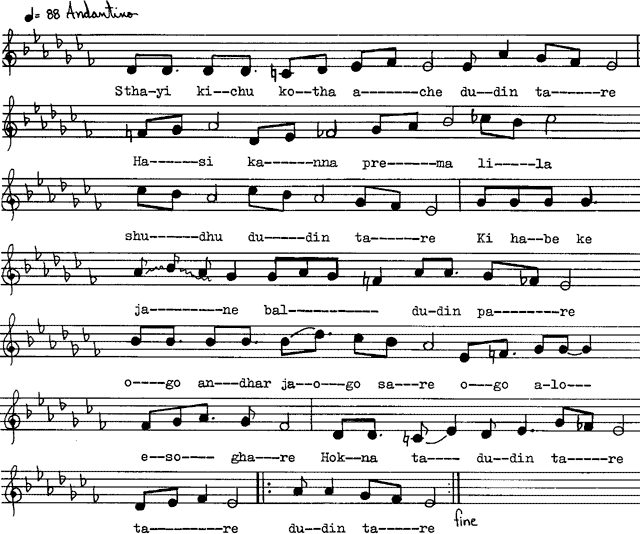 ♩= 88 Andantino
Stha-yi ki--chu ko--tha a-------che du--din ta----re
Ha------si ka------nna pre------ma li-----la
shu-----dhu du----din ta-----re Ki ha--be ke
ja---------ne bal------------ du-din pa--------re
o----go an---dhar ja--o--go sa--re o--go a-lo---
e-so---- gha--re Hok--na ta---- du--din ta-----re
ta---------re du--din ta----re
fine